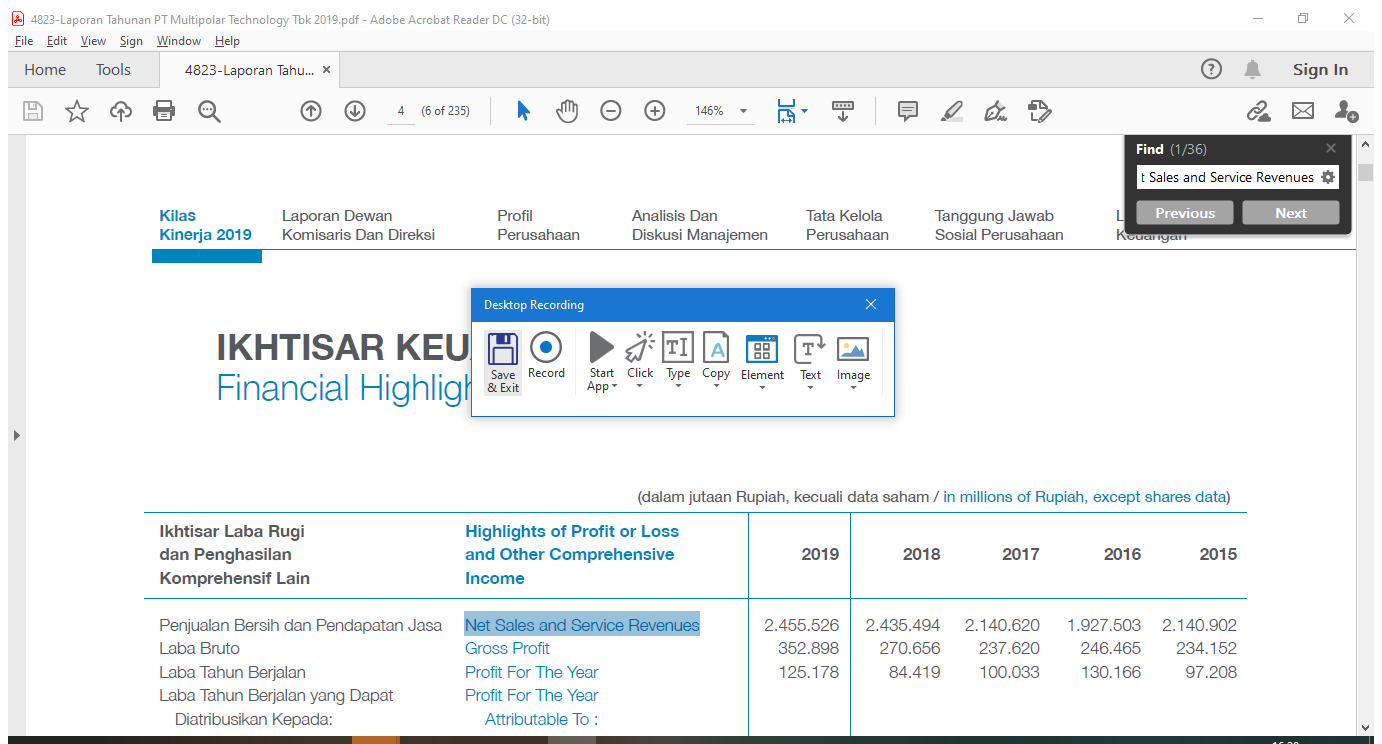 4823-Laporan Tahunan PT Multipolar Technology Tbk 2019.pdf - Adobe Acrobat Reader DC (32-bit)
File Edit View Sign Window Help
Home Tools 4823-Laporan Tahu... × Sign In
4 (6 of 235) 146%
Find (1/36)
t Sales and Service Revenues
Previous Next
Kilas Kinerja 2019
Laporan Dewan Komisaris Dan Direksi
Profil Perusahaan
Analisis Dan Diskusi Manajemen
Tata Kelola Perusahaan
Tanggung Jawab Sosial Perusahaan
Keuangan
Desktop Recording
Save & Exit
Record
Start App
Click
Type
Copy
Element
Text
Image
IKHTISAR KEU
Financial Highligh
(dalam jutaan Rupiah, kecuali data saham / in millions of Rupiah, except shares data)
Ikhtisar Laba Rugi dan Penghasilan Komprehensif Lain
Highlights of Profit or Loss and Other Comprehensive Income
2019 2018 2017 2016 2015
Penjualan Bersih dan Pendapatan Jasa Net Sales and Service Revenues 2.455.526 2.435.494 2.140.620 1.927.503 2.140.902
Laba Bruto Gross Profit 352.898 270.656 237.620 246.465 234.152
Laba Tahun Berjalan Profit For The Year 125.178 84.419 100.033 130.166 97.208
Laba Tahun Berjalan yang Dapat Profit For The Year
Diatribusikan Kepada: Attributable To :